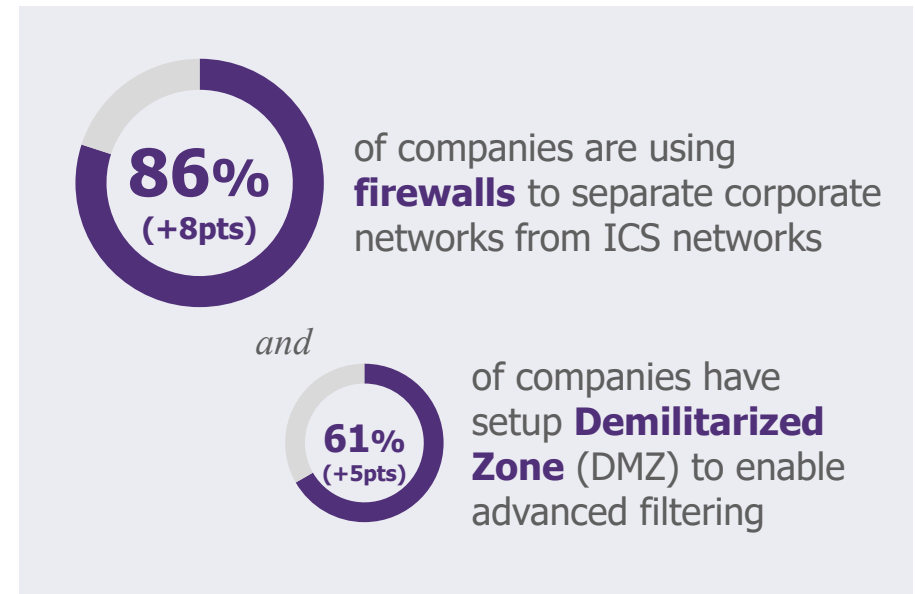 86%
(+8pts)
of companies are using
firewalls to separate corporate
networks from ICS networks
and
61%
(+5pts)
of companies have
setup Demilitarized
Zone (DMZ) to enable
advanced filtering